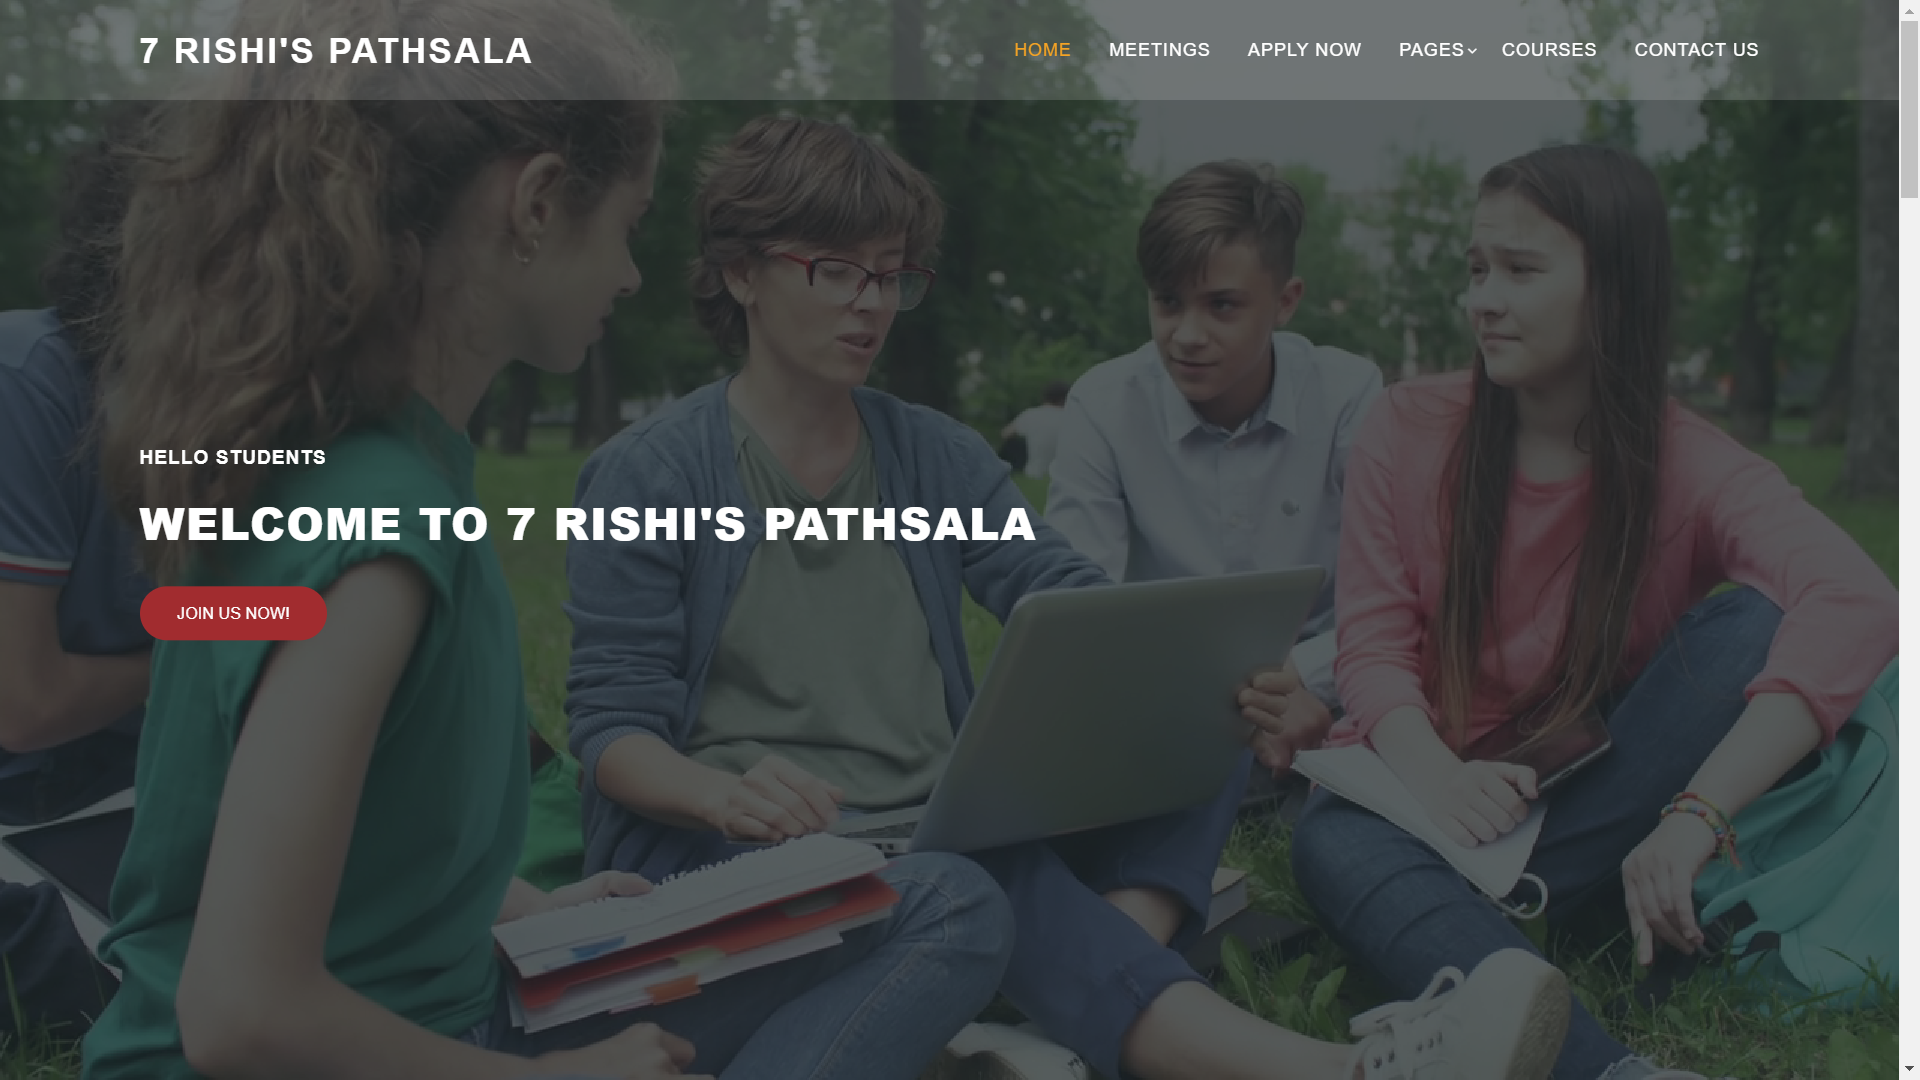 7 RISHI'S PATHSALA
HOME MEETINGS APPLY NOW PAGES COURSES CONTACT US
HELLO STUDENTS
WELCOME TO 7 RISHI'S PATHSALA
JOIN US NOW!